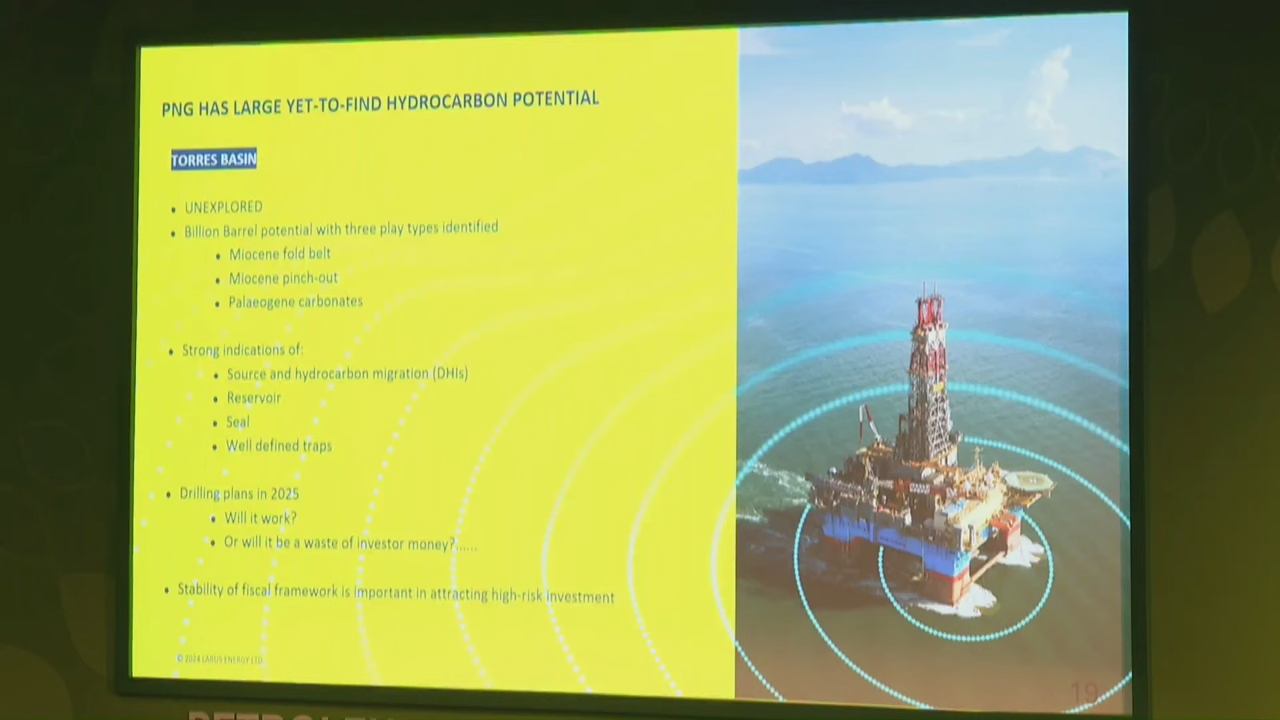 PNG HAS LARGE YET-TO-FIND HYDROCARBON POTENTIAL
TORRES BASIN
• UNEXPLORED
• Billion Barrel potential with three play types identified
• Miocene fold belt
• Miocene pinch-out
• Palaeogene carbonates
• Strong indications of:
• Source and hydrocarbon migration (DHIs)
• Reservoir
• Seal
• Well defined traps
• Drilling plans in 2025
• Will it work?
• Or will it be a waste of investor money?......
• Stability of fiscal framework is important in attracting high-risk investment
© 2024 LARUS ENERGY LTD
19